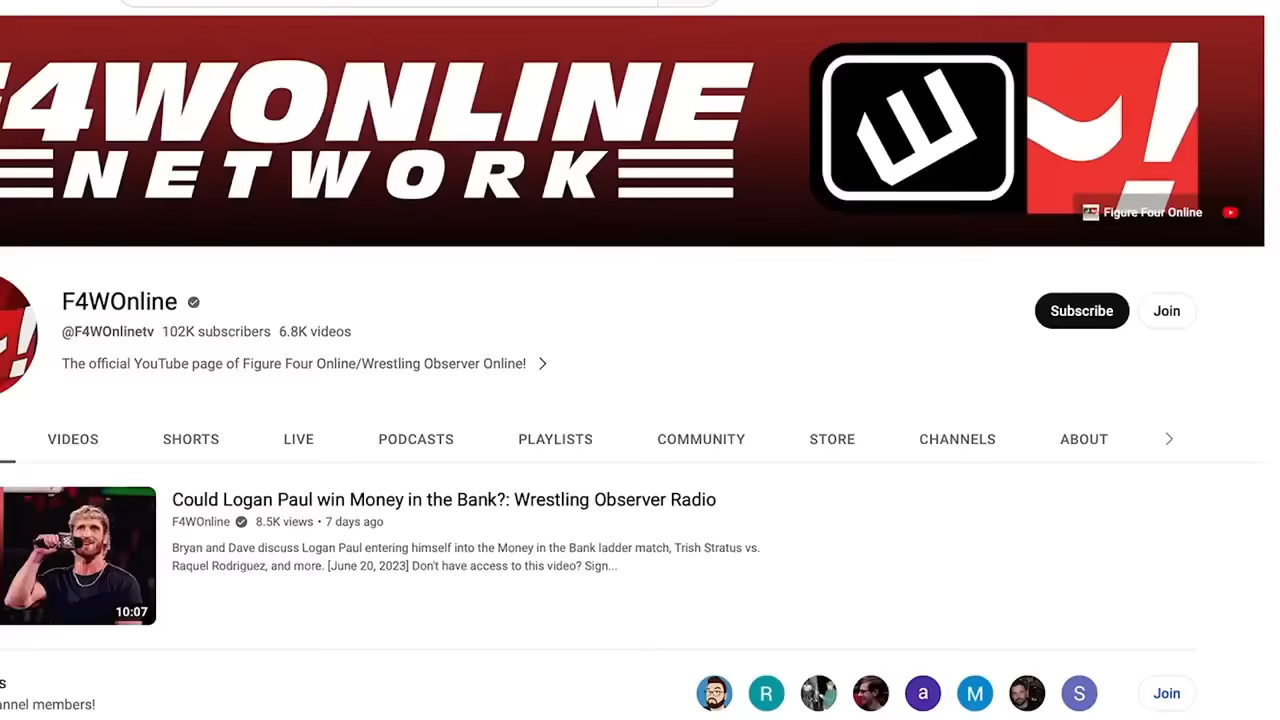 F4WONLINE
NETWORK
Figure Four Online
F4WOnline
@F4WOnlinetv 102K subscribers 6.8K videos
The official YouTube page of Figure Four Online/Wrestling Observer Online!
Subscribe
Join
VIDEOS
SHORTS
LIVE
PODCASTS
PLAYLISTS
COMMUNITY
STORE
CHANNELS
ABOUT
Could Logan Paul win Money in the Bank?: Wrestling Observer Radio
F4WOnline 8.5K views • 7 days ago
Bryan and Dave discuss Logan Paul entering himself into the Money in the Bank ladder match, Trish Stratus vs.
Raquel Rodriguez, and more. [June 20, 2023] Don't have access to this video? Sign...
10:07
R
a
M
S
Join
members!